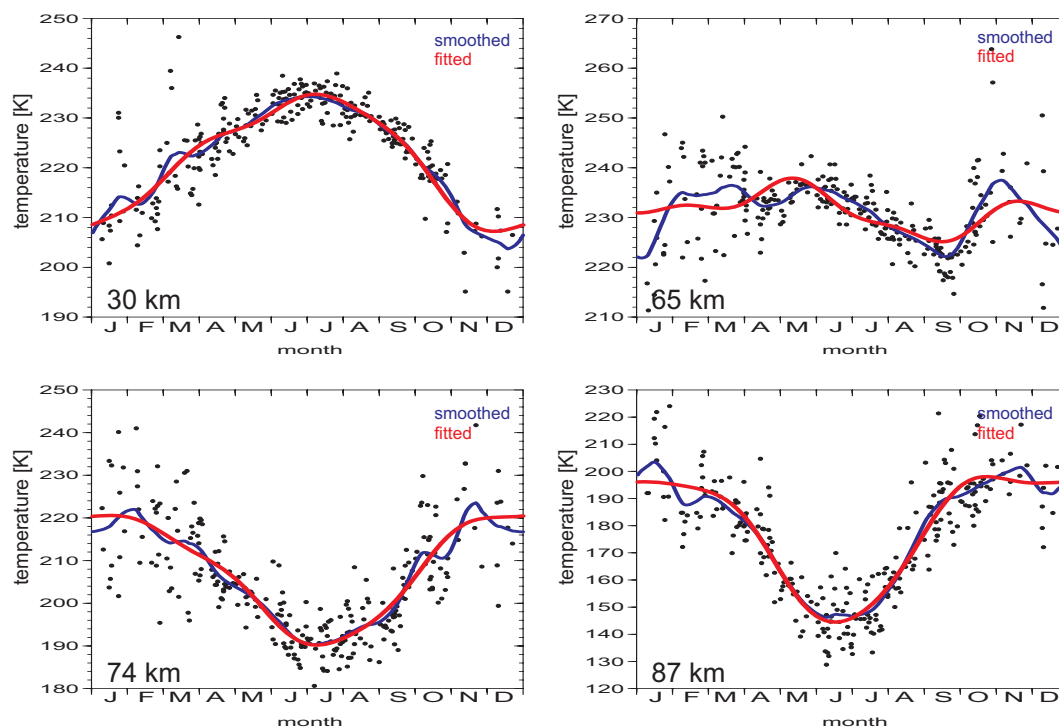 250
240
230
220
210
200
190
temperature [K]
smoothed
fitted
30 km
J F M A M J J A S O N D
month
270
260
250
240
230
220
210
temperature [K]
smoothed
fitted
65 km
J F M A M J J A S O N D
month
250
240
230
220
210
200
190
180
temperature [K]
smoothed
fitted
74 km
J F M A M J J A S O N D
month
230
220
210
200
190
180
170
160
150
140
130
120
temperature [K]
smoothed
fitted
87 km
J F M A M J J A S O N D
month